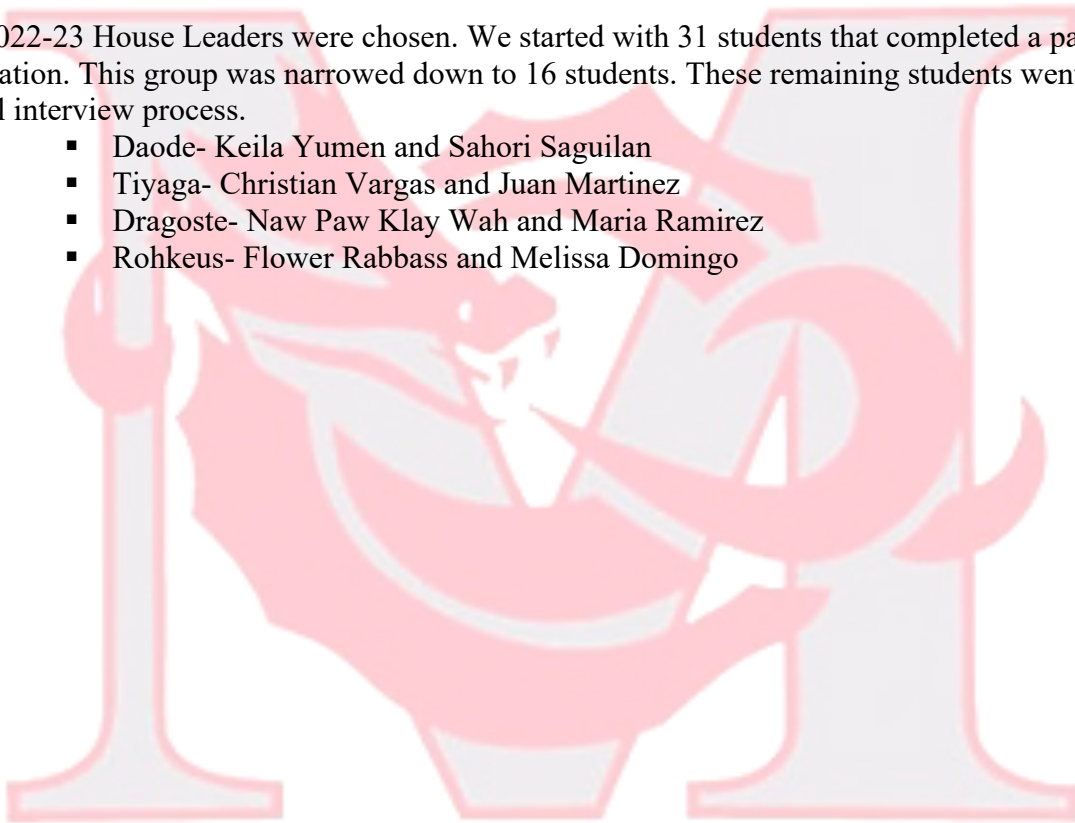 022-23 House Leaders were chosen. We started with 31 students that completed a pa
ation. This group was narrowed down to 16 students. These remaining students went
l interview process.
▪ Daode- Keila Yumen and Sahori Saguilan
▪ Tiyaga- Christian Vargas and Juan Martinez
▪ Dragoste- Naw Paw Klay Wah and Maria Ramirez
▪ Rohkeus- Flower Rabbass and Melissa Domingo
M